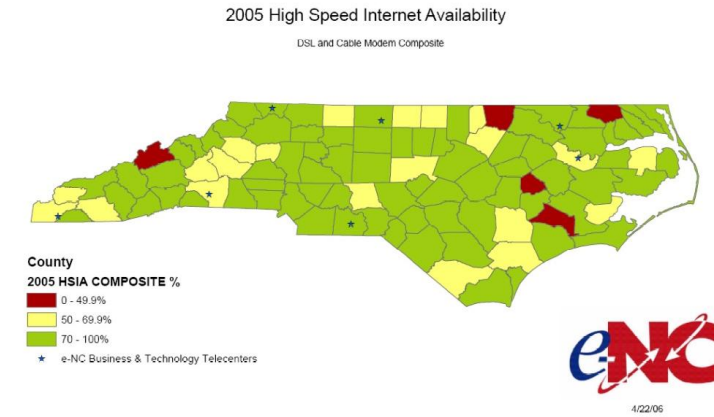 2005 High Speed Internet Availability
DSL and Cable Modem Composite
County
2005 HSIA COMPOSITE %
0 - 49.9%
50 - 69.9%
70 - 100%
e-NC Business & Technology Telecenters
e-NC
4/22/06